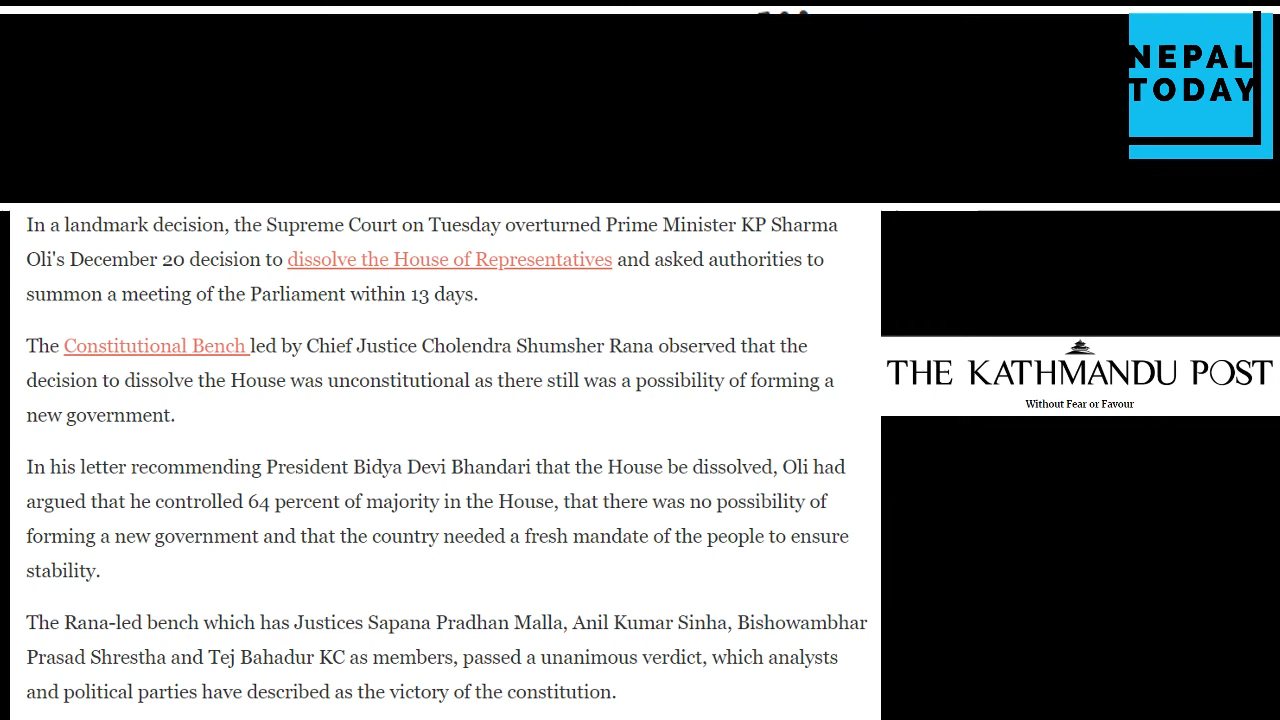 NEPAL
TODAY
In a landmark decision, the Supreme Court on Tuesday overturned Prime Minister KP Sharma
Oli's December 20 decision to dissolve the House of Representatives and asked authorities to
summon a meeting of the Parliament within 13 days.
The Constitutional Bench led by Chief Justice Cholendra Shumsher Rana observed that the
decision to dissolve the House was unconstitutional as there still was a possibility of forming a
new government.
In his letter recommending President Bidya Devi Bhandari that the House be dissolved, Oli had
argued that he controlled 64 percent of majority in the House, that there was no possibility of
forming a new government and that the country needed a fresh mandate of the people to ensure
stability.
The Rana-led bench which has Justices Sapana Pradhan Malla, Anil Kumar Sinha, Bishowambhar
Prasad Shrestha and Tej Bahadur KC as members, passed a unanimous verdict, which analysts
and political parties have described as the victory of the constitution.
THE KATHMANDU POST
Without Fear or Favour